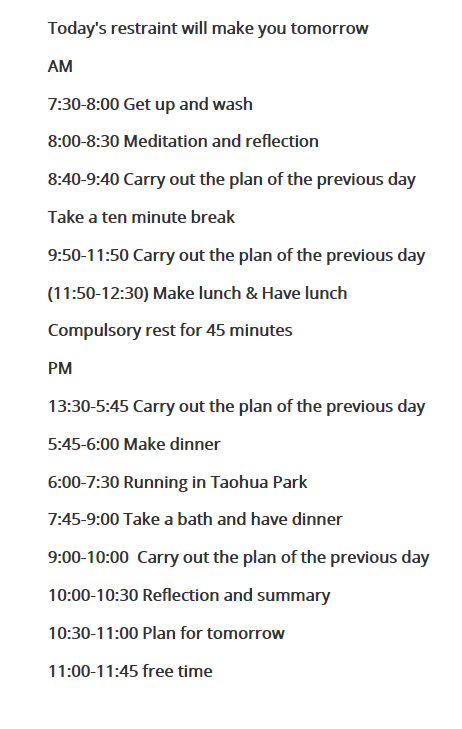 Today's restraint will make you tomorrow
AM
7:30-8:00 Get up and wash
8:00-8:30 Meditation and reflection
8:40-9:40 Carry out the plan of the previous day
Take a ten minute break
9:50-11:50 Carry out the plan of the previous day
(11:50-12:30) Make lunch & Have lunch
Compulsory rest for 45 minutes
PM
13:30-5:45 Carry out the plan of the previous day
5:45-6:00 Make dinner
6:00-7:30 Running in Taohua Park
7:45-9:00 Take a bath and have dinner
9:00-10:00  Carry out the plan of the previous day
10:00-10:30 Reflection and summary
10:30-11:00 Plan for tomorrow
11:00-11:45 free time